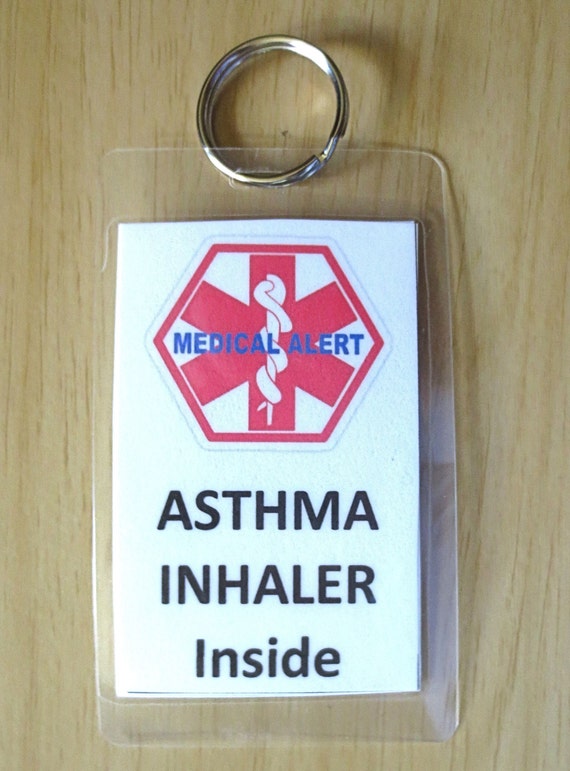 MEDICAL ALERT
ASTHMA
INHALER
Inside